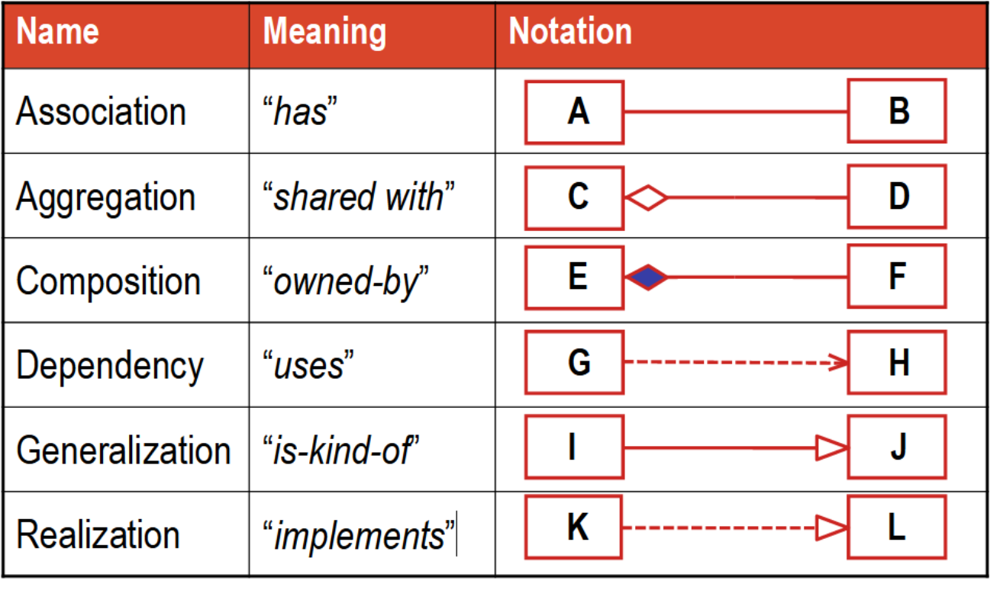 Name Meaning Notation
Association “has” A B
Aggregation “shared with” C D
Composition “owned-by” E F
Dependency “uses” G H
Generalization “is-kind-of” I J
Realization “implements” K L